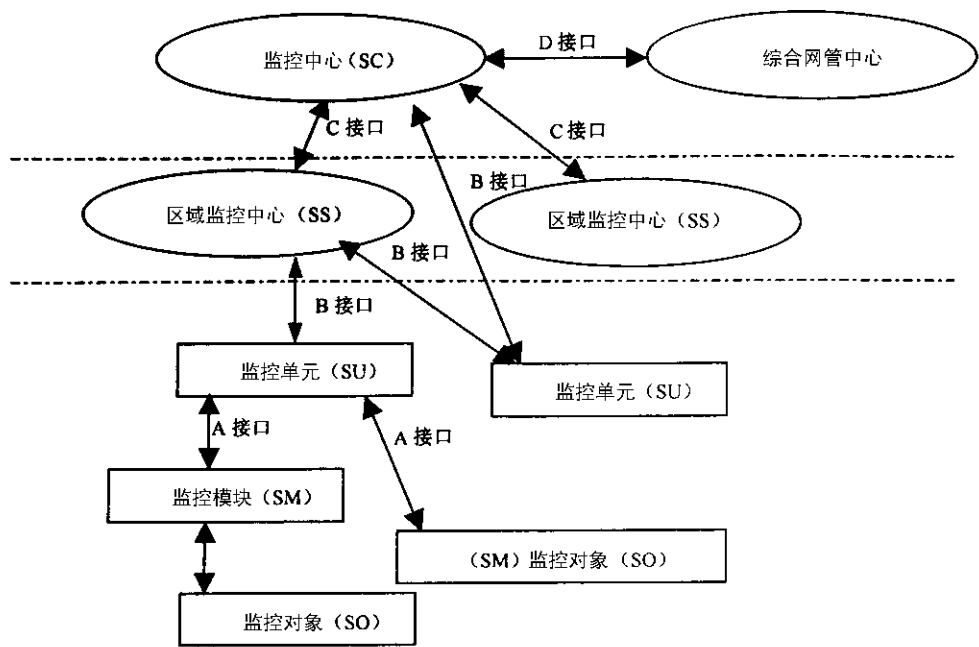 监控中心（SC）
D 接口
综合网管中心
C 接口
C 接口
区域监控中心（SS）
B 接口
区域监控中心（SS）
B 接口
B 接口
监控单元（SU）
监控单元（SU）
A 接口
A 接口
监控模块（SM）
（SM）监控对象（SO）
监控对象（SO）